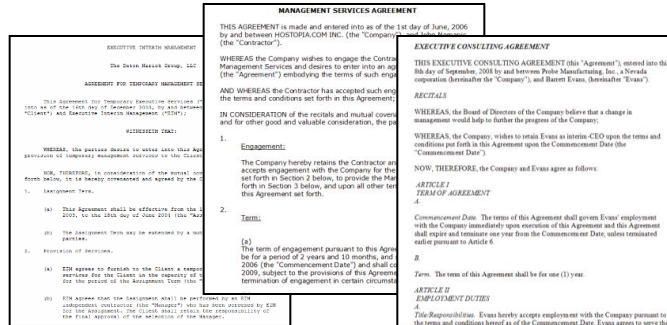 EXECUTIVE INTERIM MANAGEMENT
The Daton Marick Group, LLC
AGREEMENT FOR TEMPORARY MANAGEMENT SE
This Agreement for Temporary Executive Services ("
into as of the 16th day of December 2002, by and between
"Client") and Executive Interim Management ("EIM");
WITNESSETH THAT:
WHEREAS, the parties desire to enter into this Agr
provision of temporary management services to the Client
NOW, THEREFORE, in consideration of the mutual cov
forth below, it is hereby covenanted and agreed by the C
1. Assignment Term.
(a) This Agreement shall be effective from the 1
2003, to the 18th day of June 2004 (the "Ass
(b) The Assignment Term may be extended by a mut
parties.
2. Provision of Services.
(a) EIM agrees to furnish to the Client a tempor
services for the Client in the capacity of t
for the period of the Assignment Term (the "
(b) EIM agrees that the Assignment shall be performed by an EIM
independent contractor (the "Manager") who has been screened by EIM
for the Assignment. The Client shall retain the responsibility of
the final approval of the selection of the Manager.
MANAGEMENT SERVICES AGREEMENT
THIS AGREEMENT is made and entered into as of the 1st day of June, 2006
by and between HOSTOPIA.COM INC. (the "Company"), and John Nemanic
(the "Contractor").
WHEREAS the Company wishes to engage the Contra
Management Services and desires to enter into an ag
(the "Agreement") embodying the terms of such enga
AND WHEREAS the Contractor has accepted such eng
the terms and conditions set forth in this Agreement;
IN CONSIDERATION of the recitals and mutual covena
and for other good and valuable consideration, the pa
1.
Engagement:
The Company hereby retains the Contractor an
accepts engagement with the Company for the
set forth in Section 2 below, to provide the Mar
forth in Section 3 below, and upon all other ten
this Agreement set forth.
2.
Term:
(a)
The term of engagement pursuant to this Agre
be for a period of 2 years and 10 months, and
2006 (the "Commencement Date") and shall co
2009, subject to the provisions of this Agreeme
termination of engagement in certain circumsta
EXECUTIVE CONSULTING AGREEMENT
THIS EXECUTIVE CONSULTING AGREEMENT (this "Agreement"), entered into thi
8th day of September, 2008 by and between Probe Manufacturing, Inc., a Nevada
corporation (hereinafter the "Company"), and Barrett Evans, (hereinafter "Evans").
RECITALS
WHEREAS, the Board of Directors of the Company believe that a change in
management would help to further the progress of the Company;
WHEREAS, the Company, wishes to retain Evans as interim-CEO upon the terms and
conditions put forth in this Agreement upon the Commencement Date (the
"Commencement Date").
NOW, THEREFORE, the Company and Evans agree as follows:
ARTICLE I
TERM OF AGREEMENT
A.
Commencement Date. The terms of this Agreement shall govern Evans' employment
with the Company immediately upon execution of this Agreement and this Agreement
shall expire and terminate one year from the Commencement Date, unless terminated
earlier pursuant to Article 6.
B.
Term. The term of this Agreement shall be for one (1) year.
ARTICLE II
EMPLOYMENT DUTIES
A.
Title/Responsibilities. Evans hereby accepts employment with the Company pursuant to
the terms and conditions hereof as of the Commencement Date. Evans agrees to serve the